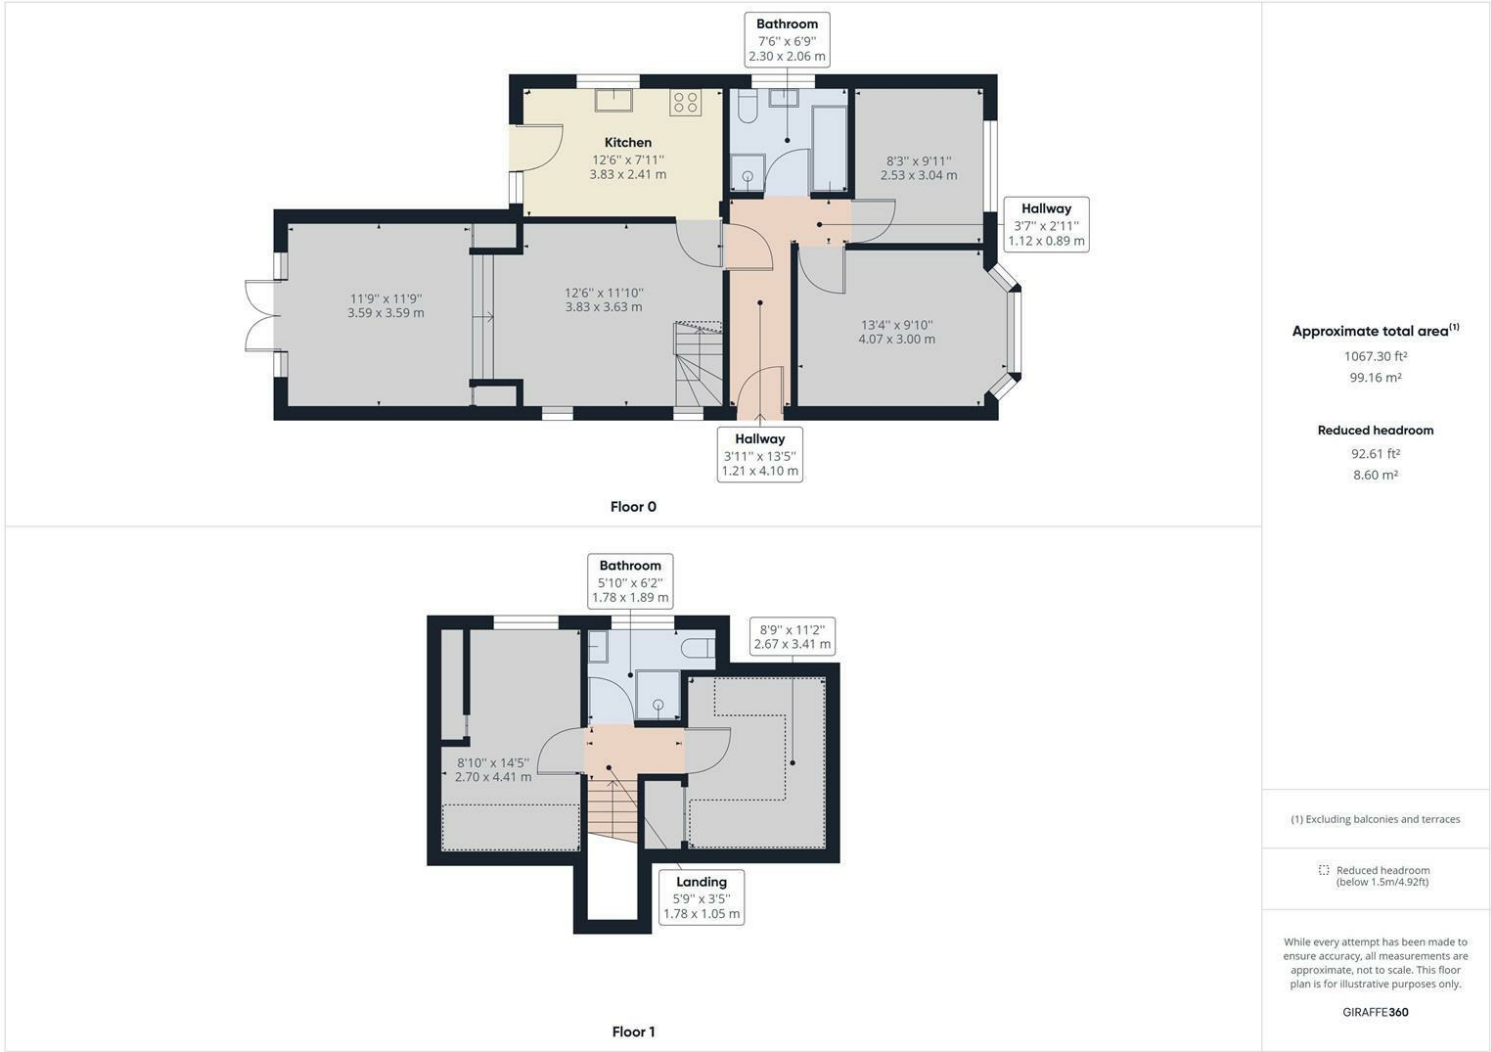 Bathroom
7'6" x 6'9"
2.30 x 2.06 m
Kitchen
12'6" x 7'11"
3.83 x 2.41 m
8'3" x 9'11"
2.53 x 3.04 m
Hallway
3'7" x 2'11"
1.12 x 0.89 m
11'9" x 11'9"
3.59 x 3.59 m
12'6" x 11'10"
3.83 x 3.63 m
13'4" x 9'10"
4.07 x 3.00 m
Hallway
3'11" x 13'5"
1.21 x 4.10 m
Floor 0
Bathroom
5'10" x 6'2"
1.78 x 1.89 m
8'9" x 11'2"
2.67 x 3.41 m
8'10" x 14'5"
2.70 x 4.41 m
Landing
5'9" x 3'5"
1.78 x 1.05 m
Floor 1
Approximate total area(1)
1067.30 ft²
99.16 m²
Reduced headroom
92.61 ft²
8.60 m²
(1) Excluding balconies and terraces
Reduced headroom
(below 1.5m/4.92ft)
While every attempt has been made to
ensure accuracy, all measurements are
approximate, not to scale. This floor
plan is for illustrative purposes only.
GIRAFFE360